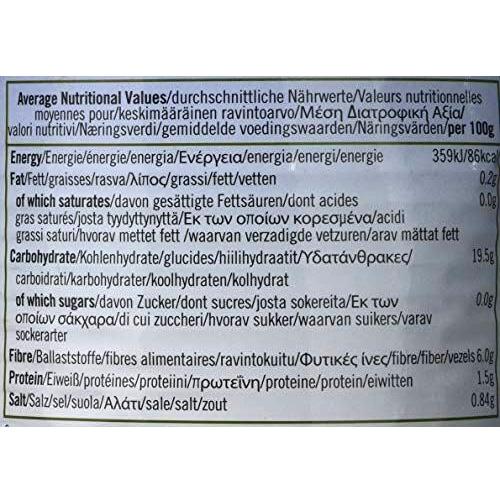 Average Nutritional Values/durchschnittliche Nährwerte/Valeurs nutritionnelles
moyennes pour/keskimääräinen ravintoarvo/Μέση Διατροφική Αξία/
valori nutritivi/Næringsverdi/gemiddelde voedingswaarden/Näringsvärden/per 100g
Energy/Energie/énergie/energia/Ενέργεια/energia/energi/energie 359kJ/86kcal
Fat/Fett/graisses/rasva/λίπος/grassi/fett/vetten 0.2g
of which saturates/davon gesättigte Fettsäuren/dont acides 0.0g
gras saturés/josta tyydyttynyttä/Εκ των οποίων κορεσμένα/acidi
grassi saturi/hvorav mettet fett /waarvan verzadigde vetzuren/arav mättat fett
Carbohydrate/Kohlenhydrate/glucides/hiilihydraatit/Υδατάνθρακες/ 19.5g
carboidrati/karbohydrater/koolhydraten/kolhydrat
of which sugars/davon Zucker/dont sucres/josta sokereita/Εκ των 0.0g
οποίων σάκχαρα/di cui zuccheri/hvorav sukker/waarvan suikers/varav
sockerarter
Fibre/Ballaststoffe/fibres alimentaires/ravintokuitu/Φυτικές ίνες/fibre/fiber/vezels 6.0g
Protein/Eiweiß/protéines/proteiini/πρωτεΐνη/proteine/protein/eiwitten 1.5g
Salt/Salz/sel/suola/Αλάτι/sale/salt/zout 0.84g